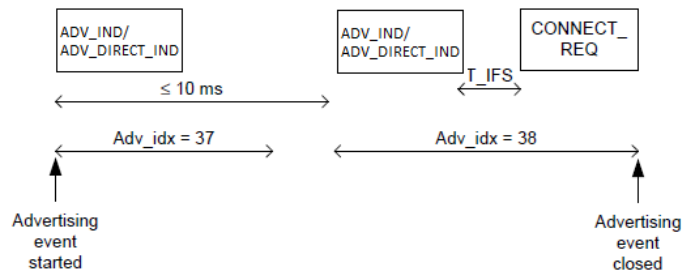 ADV_IND/
ADV_DIRECT_IND
ADV_IND/
ADV_DIRECT_IND
CONNECT_
REQ
T_IFS
≤ 10 ms
Adv_idx = 37
Adv_idx = 38
Advertising
event
started
Advertising
event
closed